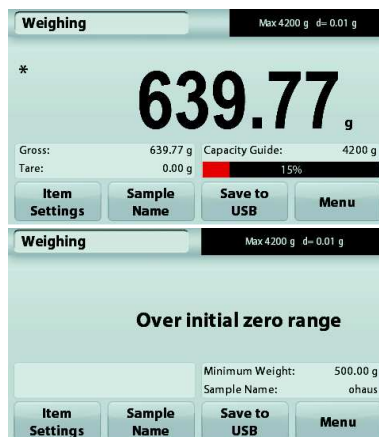 Weighing Max 4200 g d= 0.01 g
*
639.77 g
Gross: 639.77 g Capacity Guide: 4200 g
Tare: 0.00 g 15%
Item Settings Sample Name Save to USB Menu
Weighing Max 4200 g d= 0.01 g
Over initial zero range
Minimum Weight: 500.00 g
Sample Name: ohaus
Item Settings Sample Name Save to USB Menu